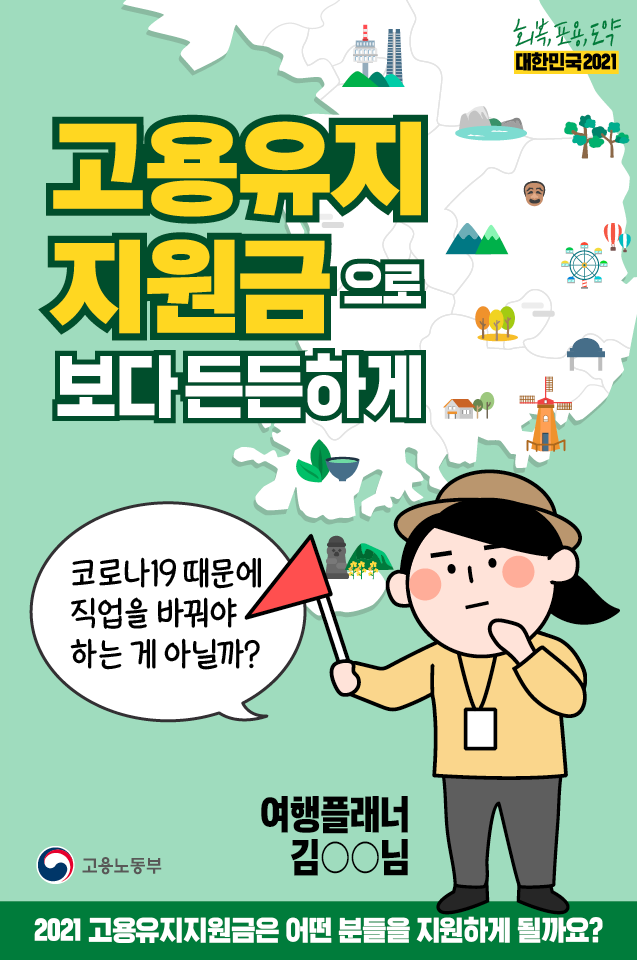 회복, 포용, 도약
대한민국 2021
고용유지
지원금으로
보다 든든하게
코로나19 때문에
직업을 바꿔야
하는 게 아닐까?
여행플래너
김○○님
고용노동부
2021 고용유지지원금은 어떤 분들을 지원하게 될까요?